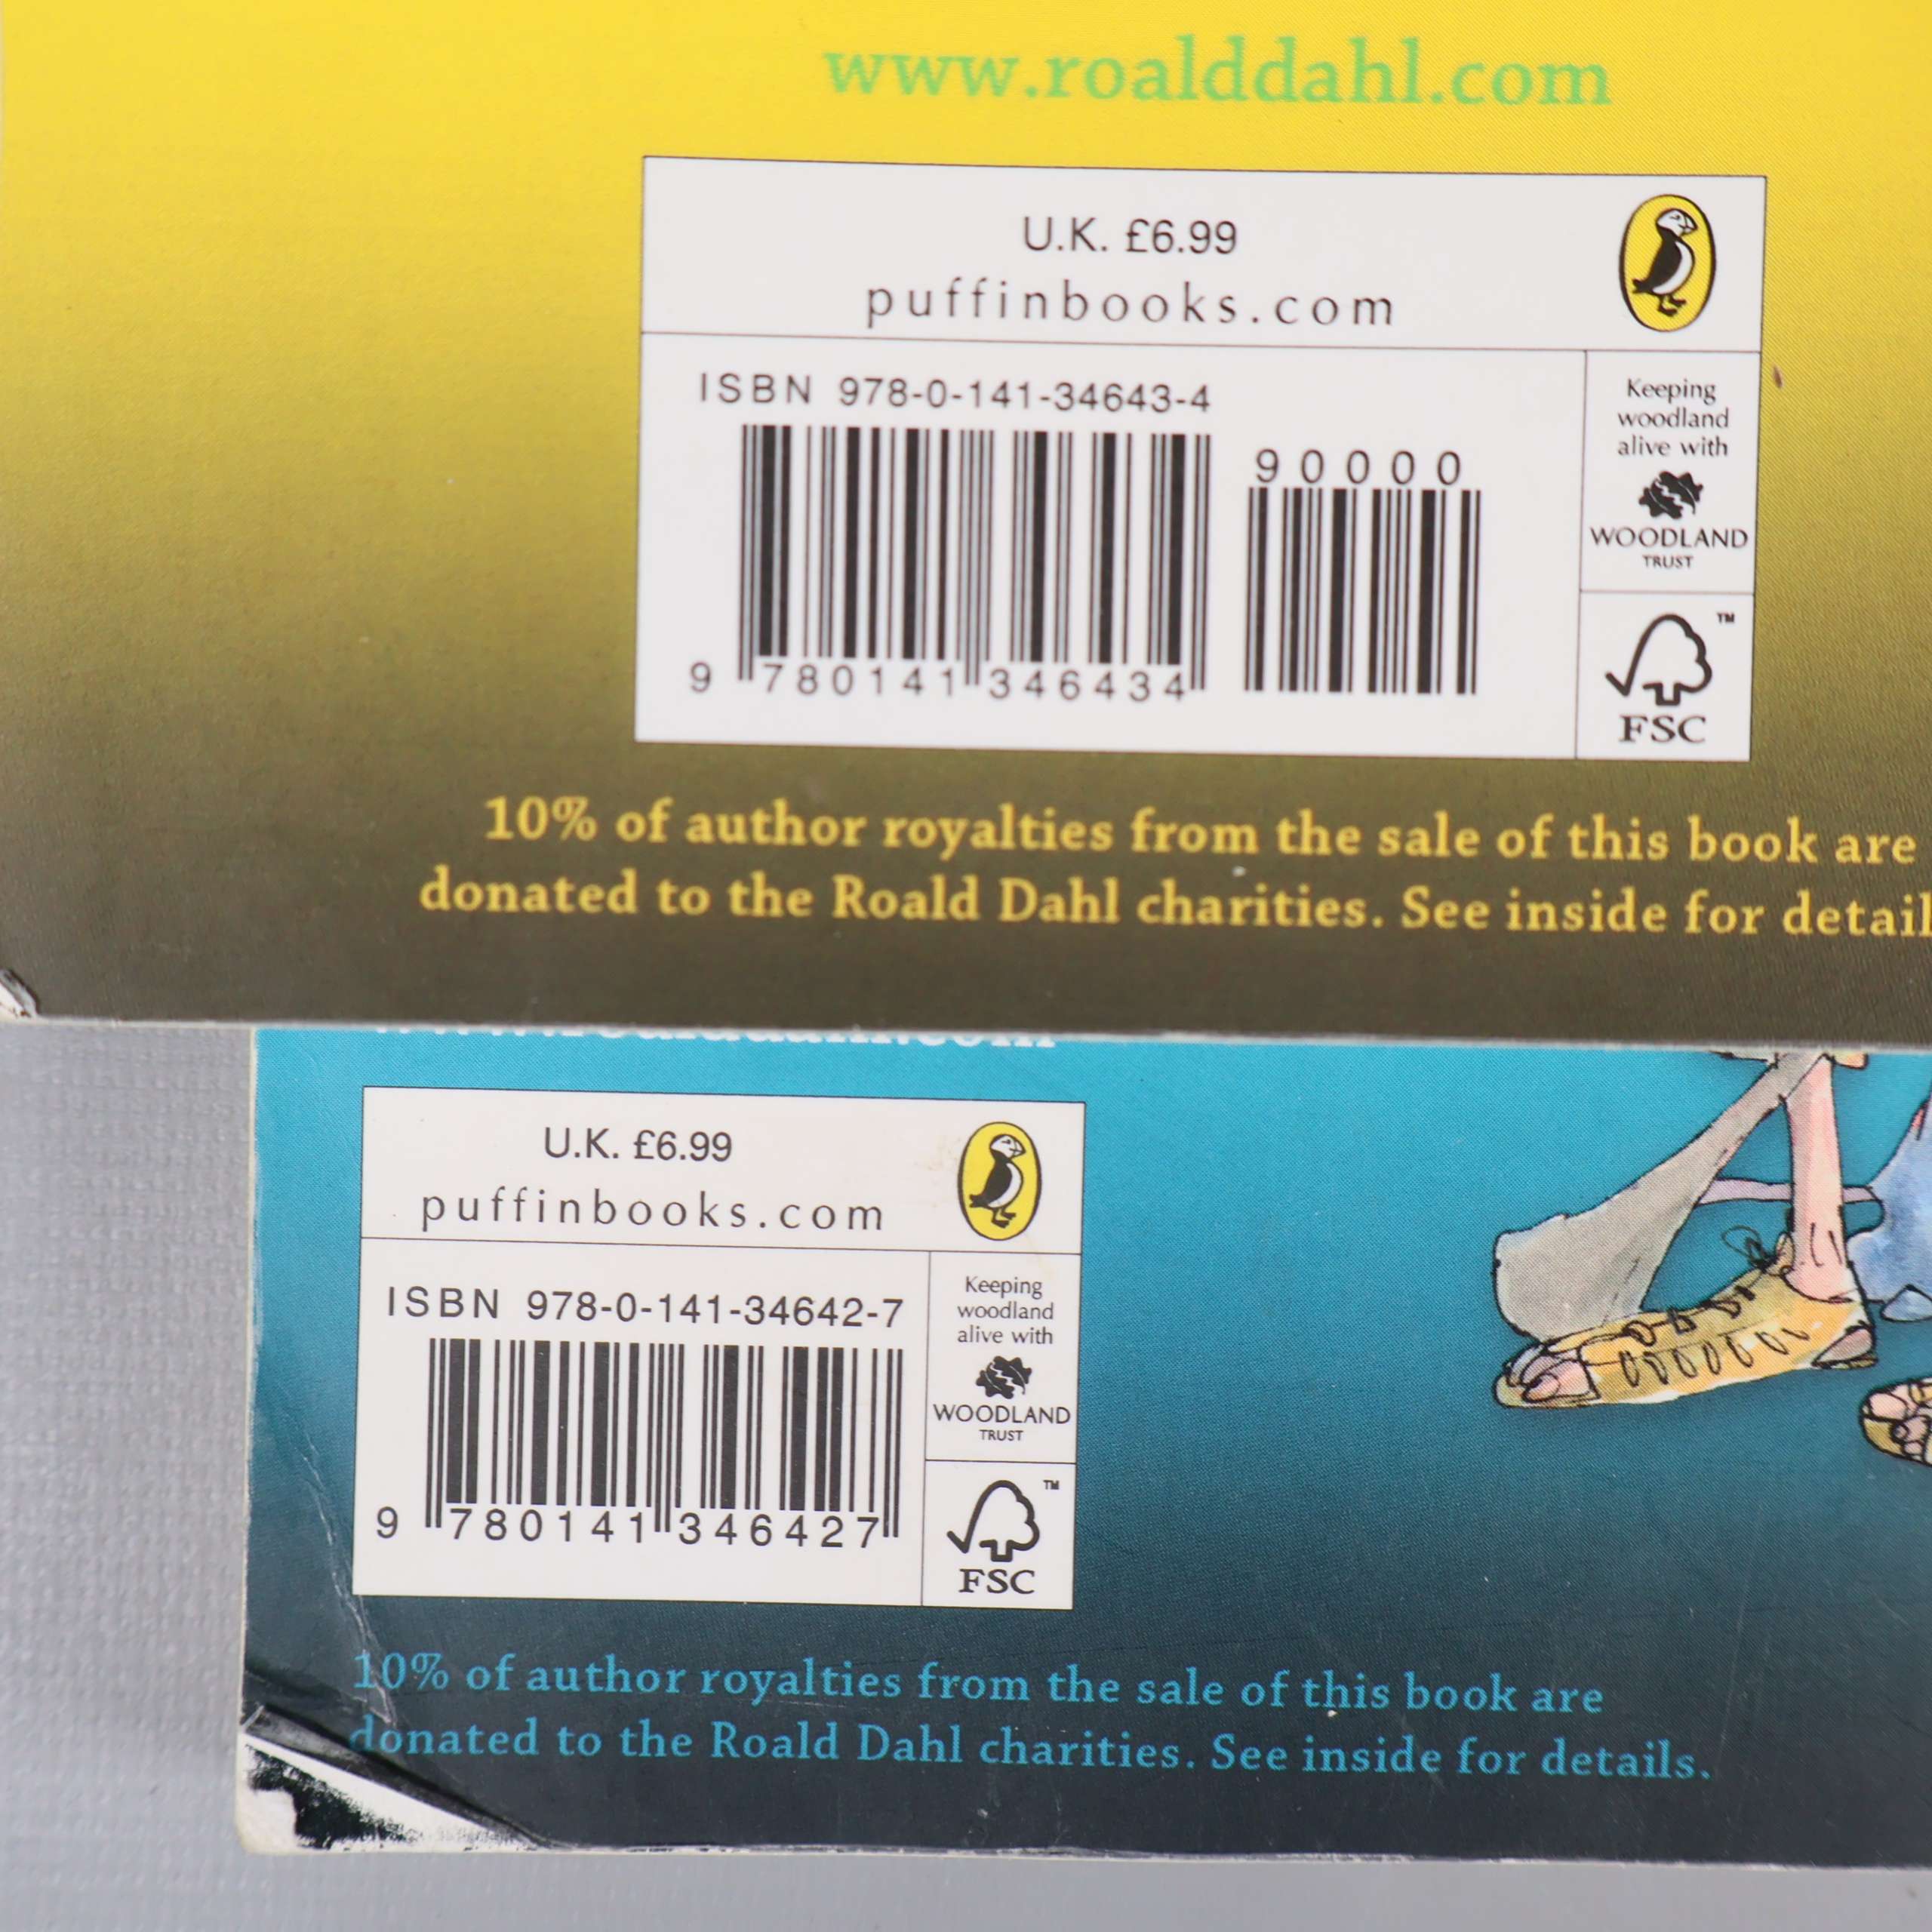 www.roalddahl.com
U.K. £6.99
puffinbooks.com
ISBN 978-0-141-34643-4
90000
9 780141 346434
Keeping
woodland
alive with
WOODLAND
TRUST
TM
FSC
10% of author royalties from the sale of this book are
donated to the Roald Dahl charities. See inside for detail
U.K. £6.99
puffinbooks.com
ISBN 978-0-141-34642-7
9 780141 346427
Keeping
woodland
alive with
WOODLAND
TRUST
TM
FSC
10% of author royalties from the sale of this book are
donated to the Roald Dahl charities. See inside for details.